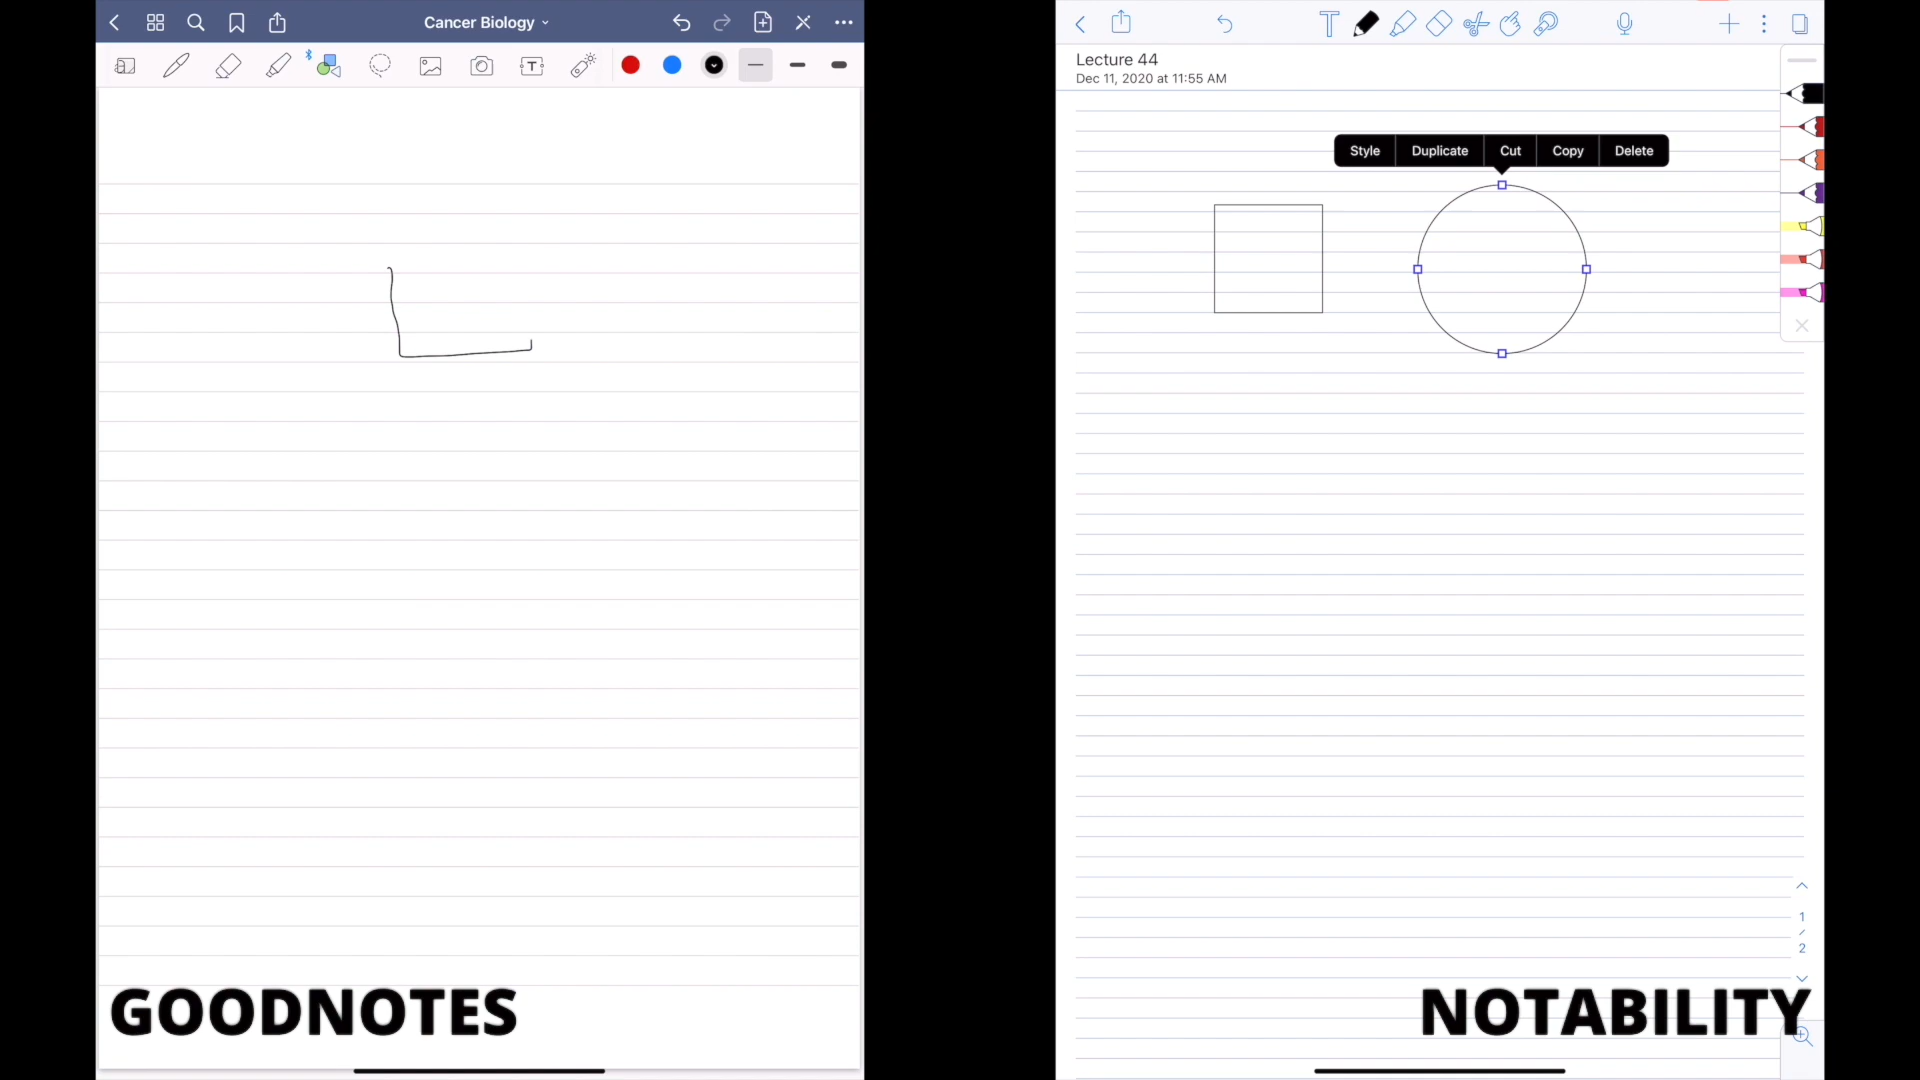 Cancer Biology
T
GOODNOTES
T
Lecture 44
Dec 11, 2020 at 11:55 AM
Style Duplicate Cut Copy Delete
1
/
2
NOTABILITY